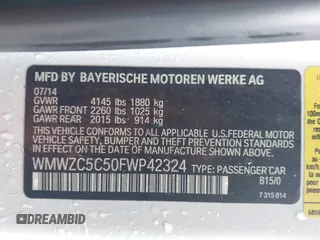 MFD BY BAYERISCHE MOTOREN WERKE AG
07/14
GVWR 4145 lbs 1880 kg
GAWR FRONT 2260 lbs 1025 kg
GAWR REAR 2015 lbs 914 kg
THIS VEHICLE CONFORMS TO ALL APPLICABLE
U.S. FEDERAL MOTOR VEHICLE SAFETY,
BUMPER AND THEFT PREVENTION STANDARDS
IN EFFECT ON THE DATE OF MANUFACTURE
SHOWN ABOVE.
WMWZC5C50FWP42324 TYPE: PASSENGER CAR
B15/0
7 315 814